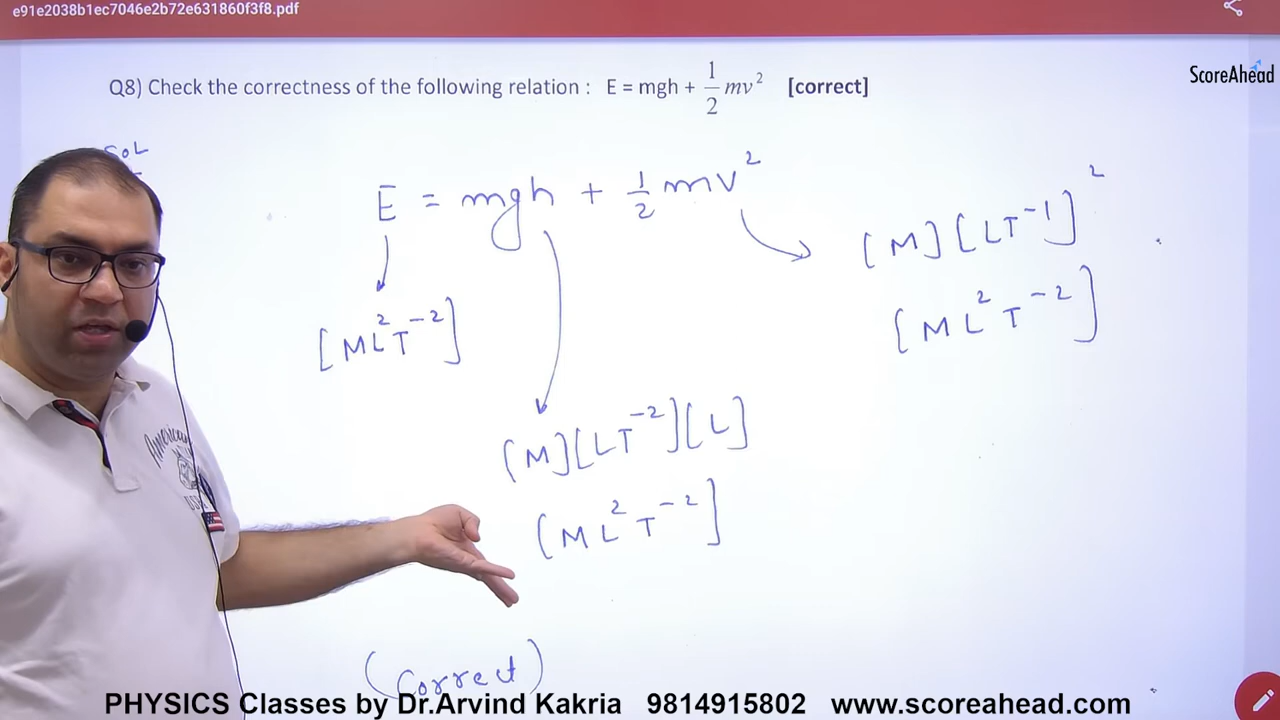 e91e2038b1ec7046e2b72e631860f3f8.pdf
ScoreAhead
Q8) Check the correctness of the following relation : E = mgh + 1/2 mv² [correct]
SOL
E = mgh + 1/2 mv²
[M][LT⁻¹]²
[ML²T⁻²]
[ML²T⁻²]
[M][LT⁻²][L]
[ML²T⁻²]
(correct)
PHYSICS Classes by Dr.Arvind Kakria 9814915802 www.scoreahead.com